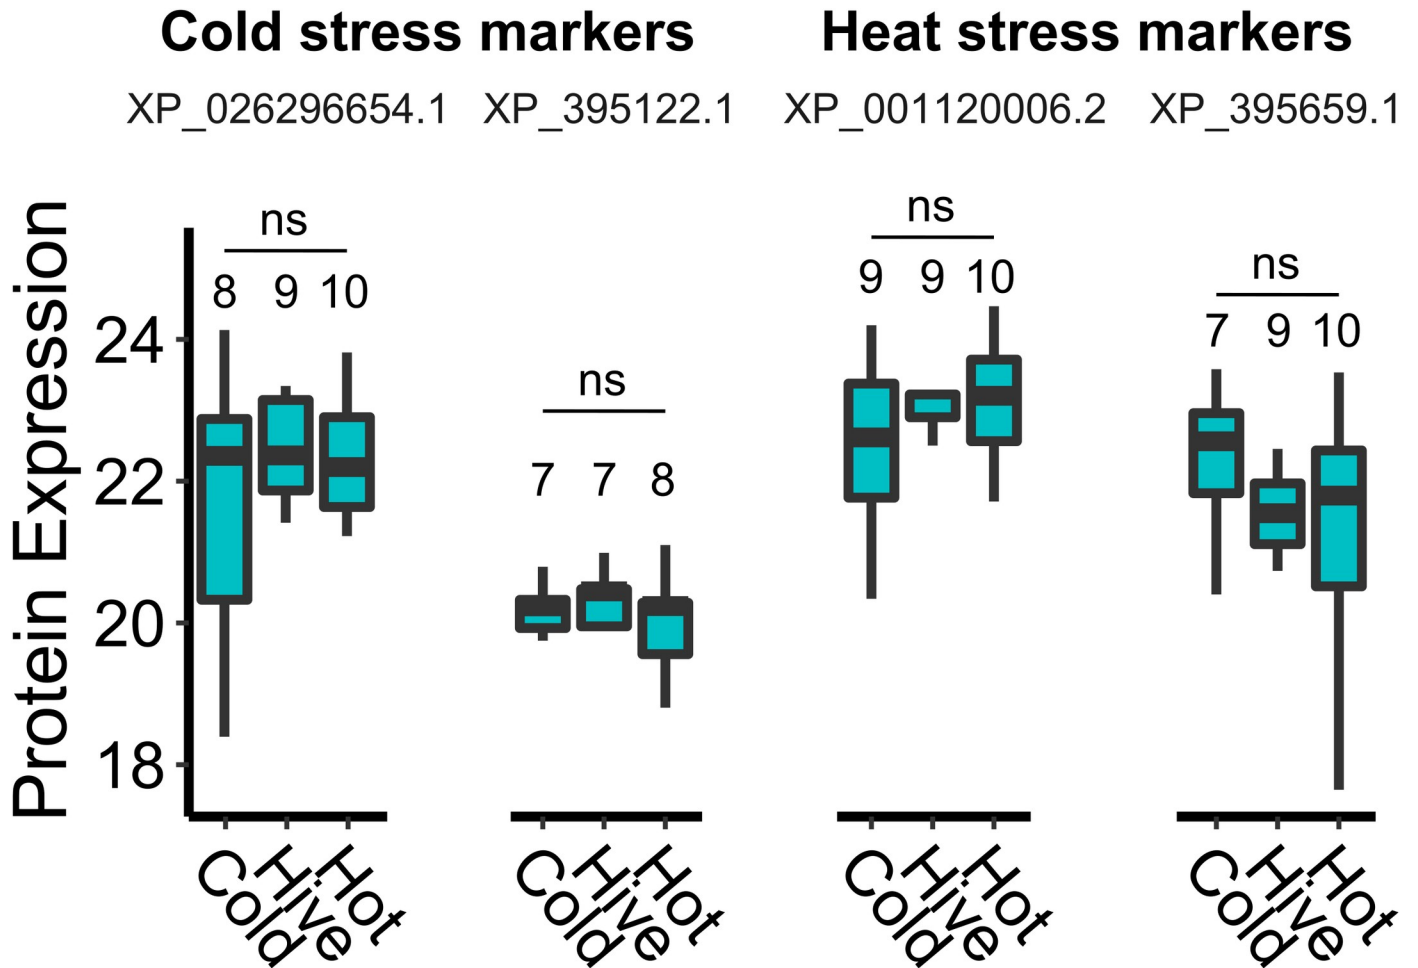 Cold stress markers Heat stress markers
XP_026296654.1 XP_395122.1 XP_001120006.2 XP_395659.1
Protein Expression
24
22
20
18
ns
8 9 10
ns
7 7 8
ns
9 9 10
ns
7 9 10
Cold Hive Hot
Cold Hive Hot
Cold Hive Hot
Cold Hive Hot